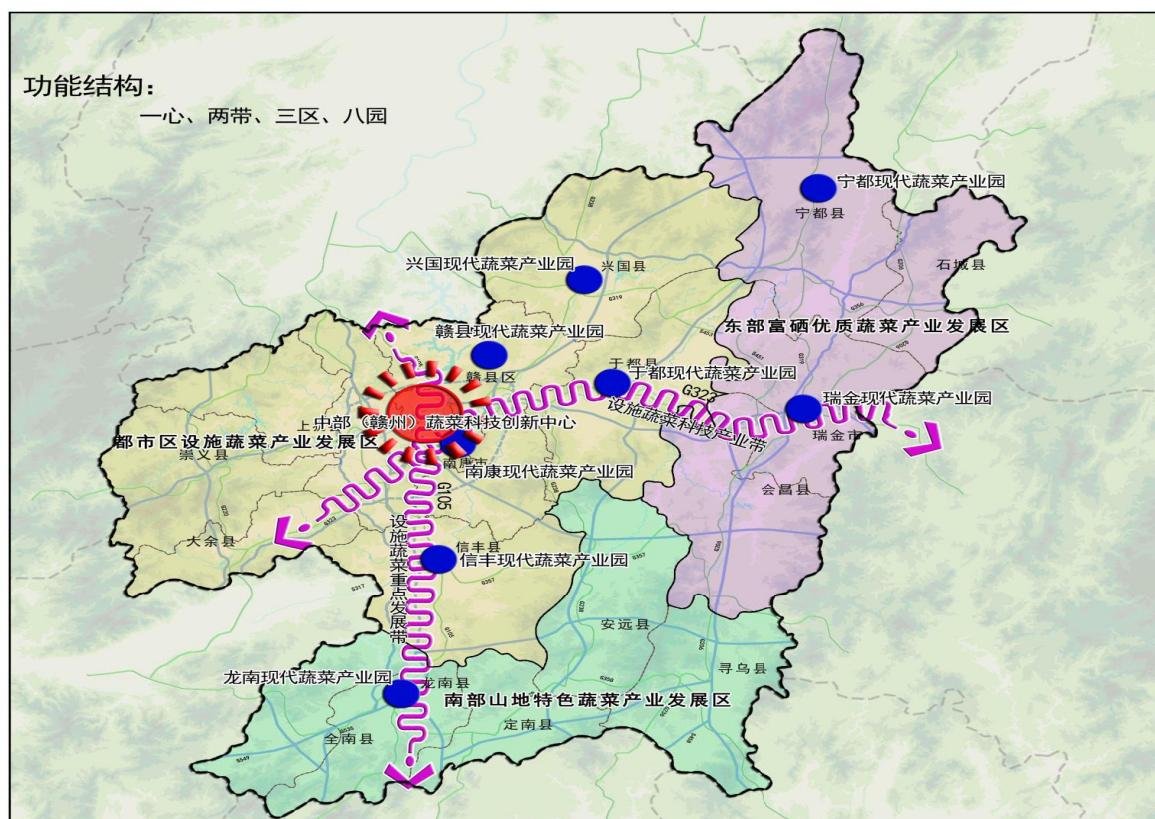 功能结构：
一心、两带、三区、八园
宁都现代蔬菜产业园
宁都县
石城县
兴国现代蔬菜产业园
兴国县
东部富硒优质蔬菜产业发展区
赣县现代蔬菜产业园
赣县区
于都县
于都现代蔬菜产业园
G323
设施蔬菜科技产业带
瑞金现代蔬菜产业园
瑞金市
中部（赣州）蔬菜科技创新中心
都市区设施蔬菜产业发展区
崇义县
南康市
南康现代蔬菜产业园
会昌县
G105
设施蔬菜重点发展带
大余县
信丰县
信丰现代蔬菜产业园
安远县
寻乌县
龙南现代蔬菜产业园
龙南县
南部山地特色蔬菜产业发展区
定南县
全南县